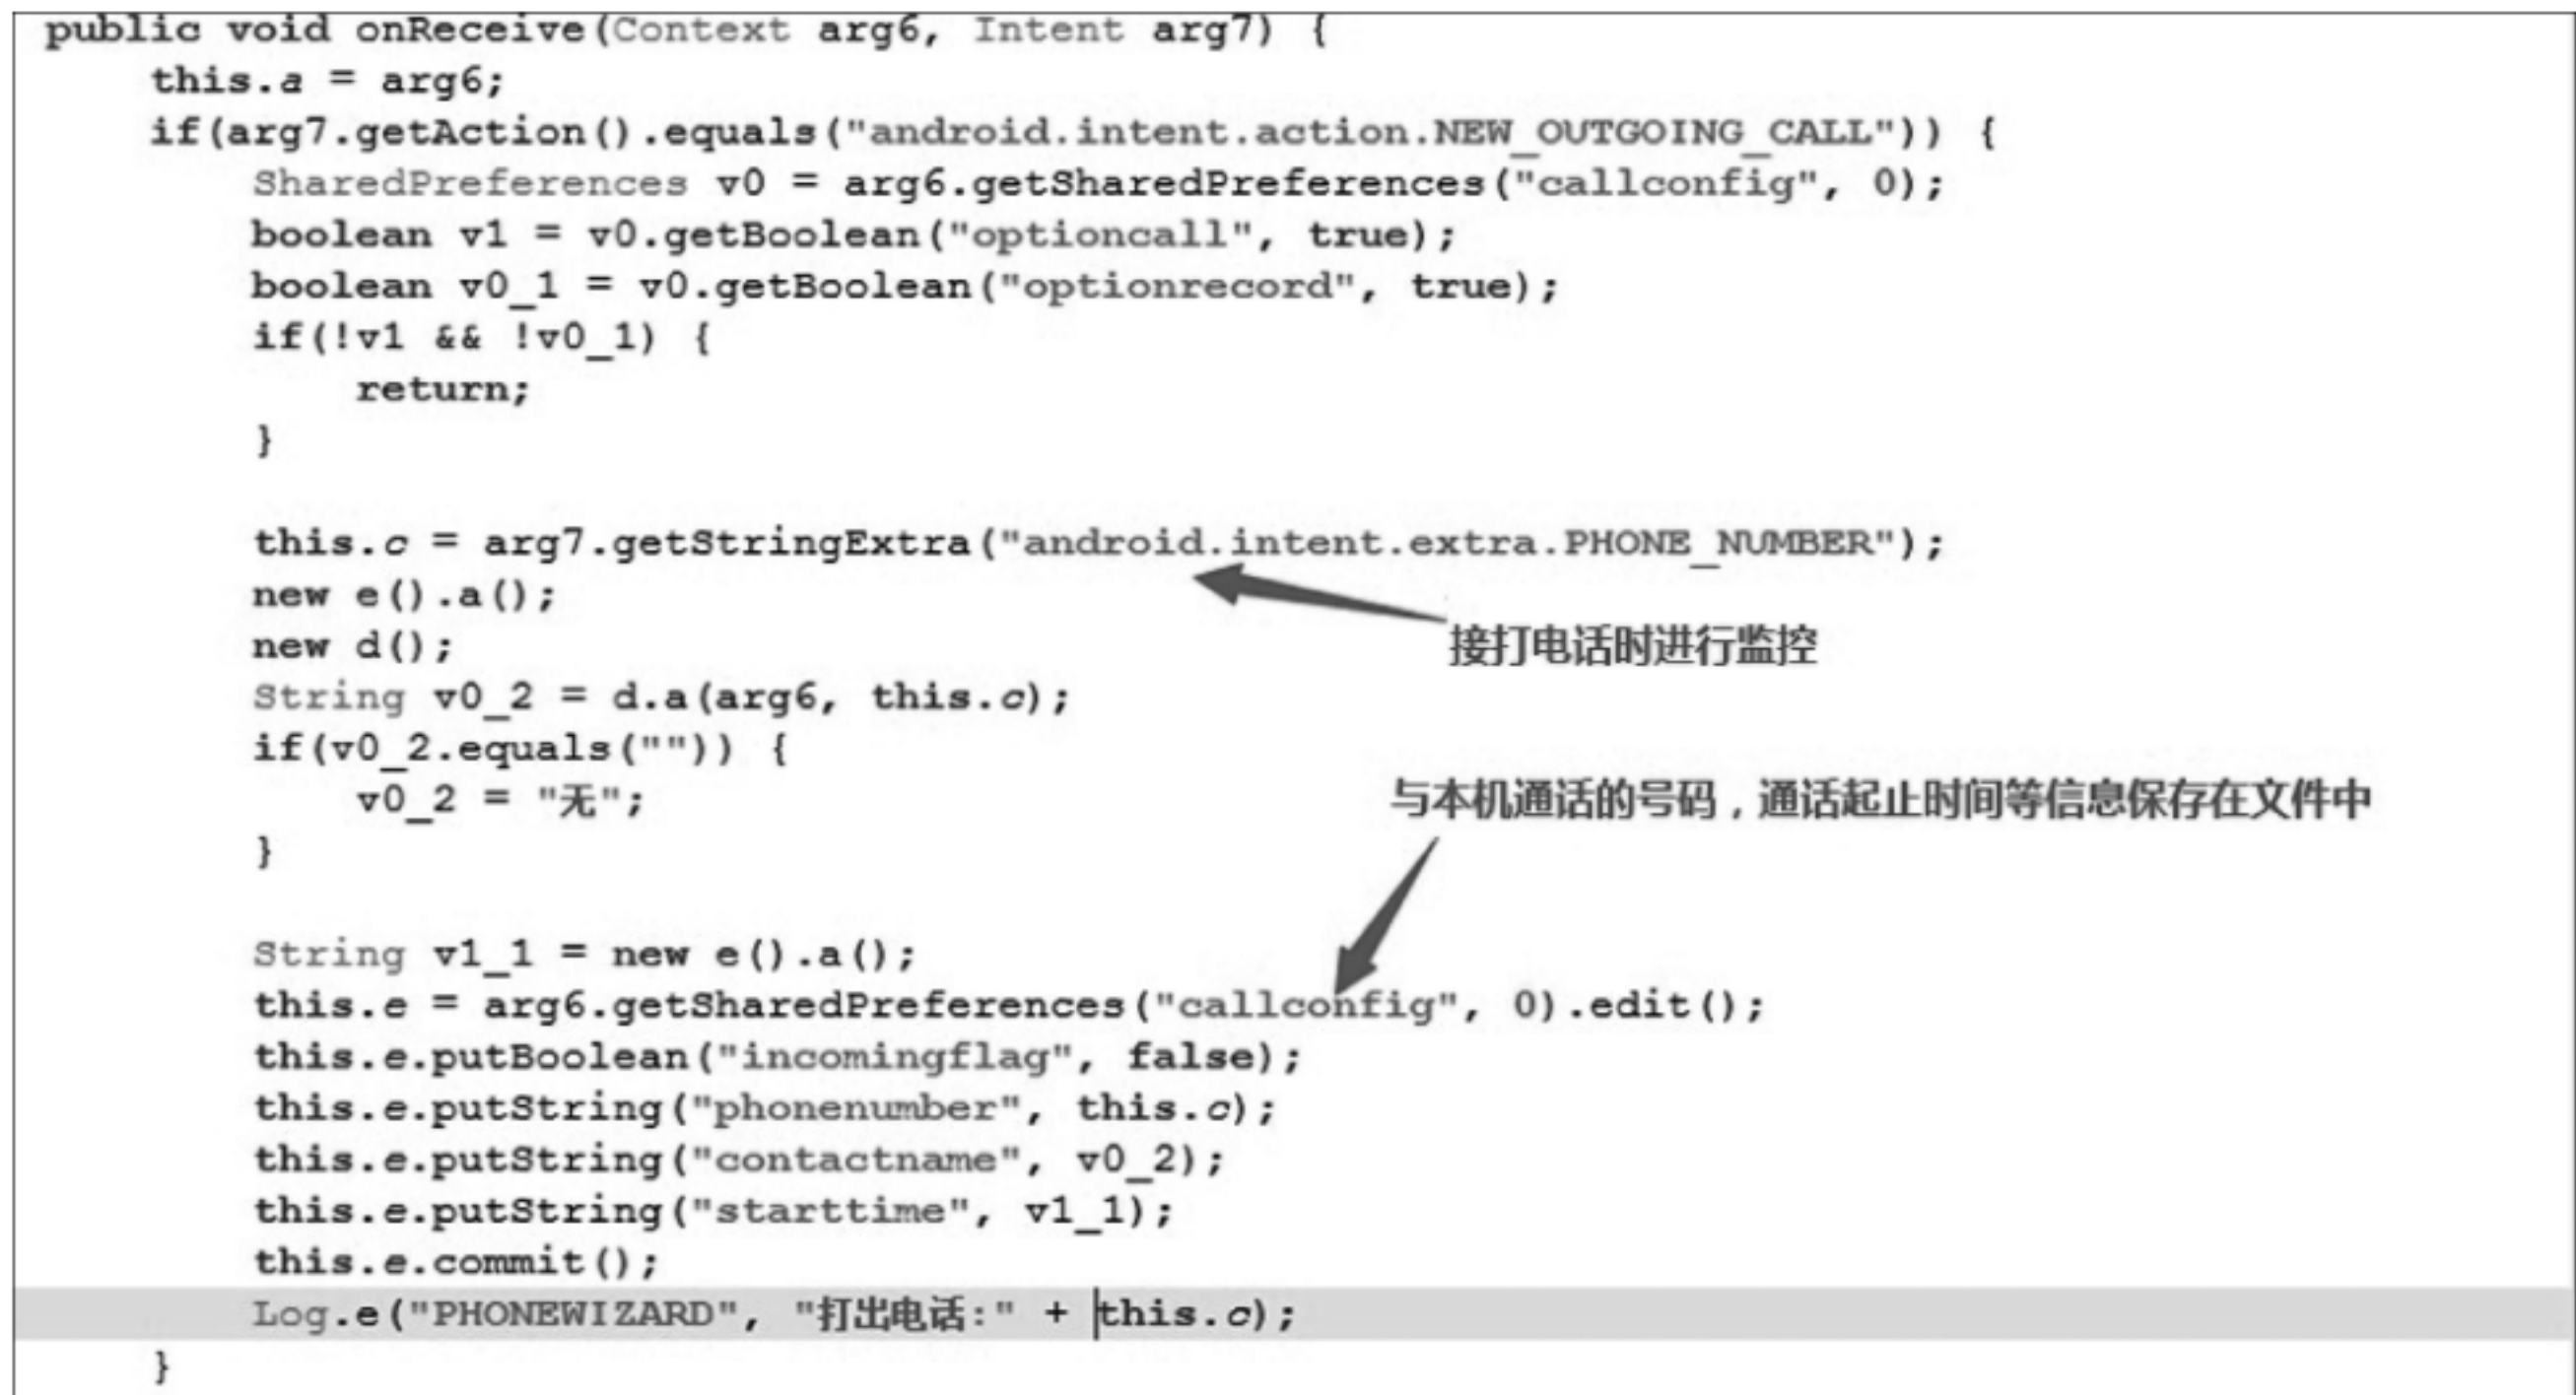 public void onReceive(Context arg6, Intent arg7) {
this.a = arg6;
if(arg7.getAction().equals("android.intent.action.NEW_OUTGOING_CALL")) {
SharedPreferences v0 = arg6.getSharedPreferences("callconfig", 0);
boolean v1 = v0.getBoolean("optioncall", true);
boolean v0_1 = v0.getBoolean("optionrecord", true);
if(!v1 && !v0_1) {
return;
}
this.c = arg7.getStringExtra("android.intent.extra.PHONE_NUMBER");
new e().a();
接打电话时进行监控
new d();
String v0_2 = d.a(arg6, this.c);
if(v0_2.equals("")) {
v0_2 = "无";
与本机通话的号码，通话起止时间等信息保存在文件中
}
String v1_1 = new e().a();
this.e = arg6.getSharedPreferences("callconfig", 0).edit();
this.e.putBoolean("incomingflag", false);
this.e.putString("phonenumber", this.c);
this.e.putString("contactname", v0_2);
this.e.putString("starttime", v1_1);
this.e.commit();
Log.e("PHONEWIZARD", "打出电话:" + this.c);
}